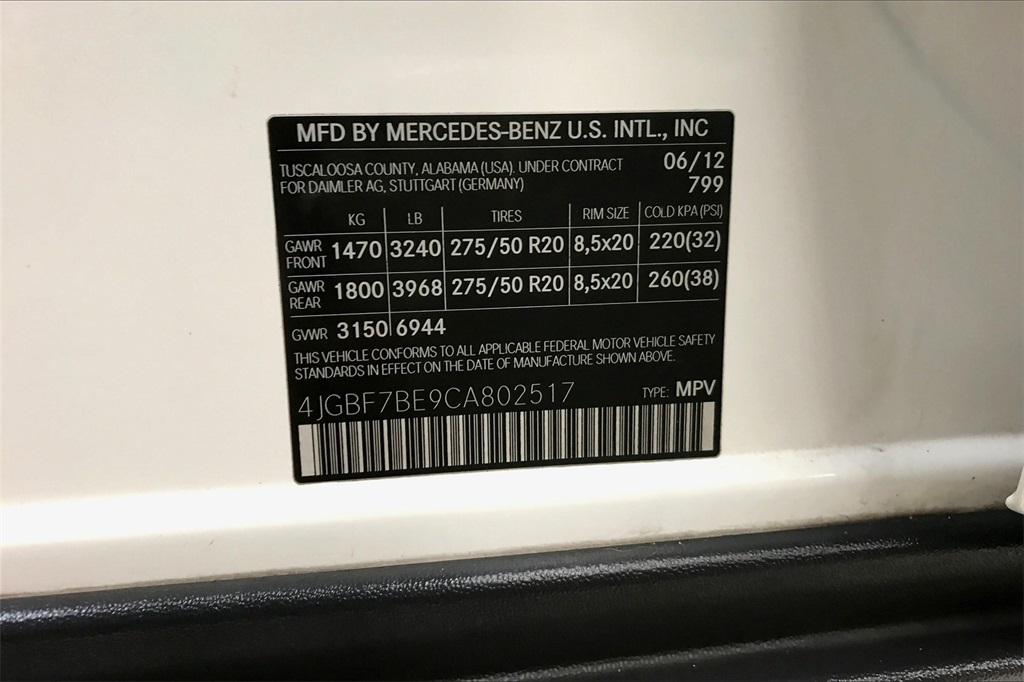 MFD BY MERCEDES-BENZ U.S. INTL., INC
TUSCALOOSA COUNTY, ALABAMA (USA). UNDER CONTRACT 06/12
FOR DAIMLER AG, STUTTGART (GERMANY) 799
KG LB TIRES RIM SIZE COLD KPA (PSI)
GAWR FRONT 1470 3240 275/50 R20 8,5x20 220(32)
GAWR REAR 1800 3968 275/50 R20 8,5x20 260(38)
GVWR 3150 6944
THIS VEHICLE CONFORMS TO ALL APPLICABLE FEDERAL MOTOR VEHICLE SAFETY
STANDARDS IN EFFECT ON THE DATE OF MANUFACTURE SHOWN ABOVE.
4JGBF7BE9CA802517 TYPE: MPV